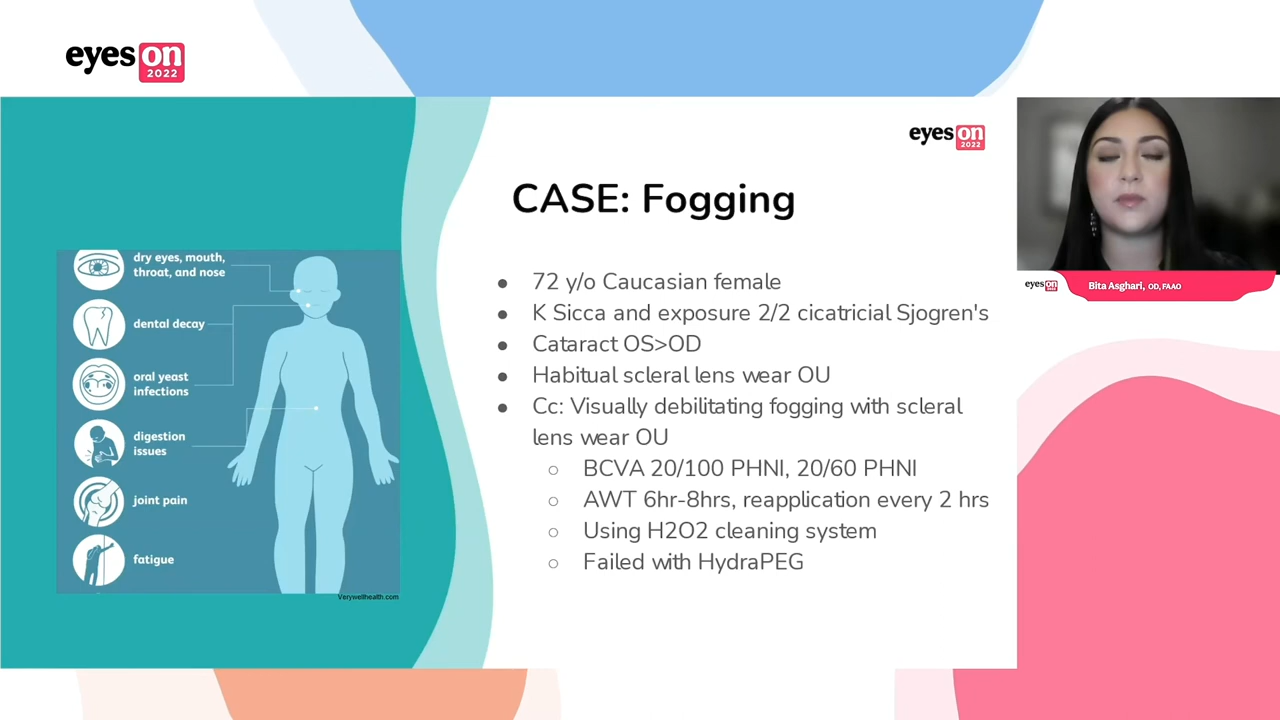 eyes on
2022
eyes on
2022
CASE: Fogging
dry eyes, mouth,
throat, and nose
dental decay
oral yeast
infections
digestion
issues
joint pain
fatigue
Verywellhealth.com
● 72 y/o Caucasian female
● K Sicca and exposure 2/2 cicatricial Sjogren's
● Cataract OS>OD
● Habitual scleral lens wear OU
● Cc: Visually debilitating fogging with scleral
lens wear OU
○ BCVA 20/100 PHNI, 20/60 PHNI
○ AWT 6hr-8hrs, reapplication every 2 hrs
○ Using H2O2 cleaning system
○ Failed with HydraPEG
eyes on
2022
Bita Asghari, OD, FAAO